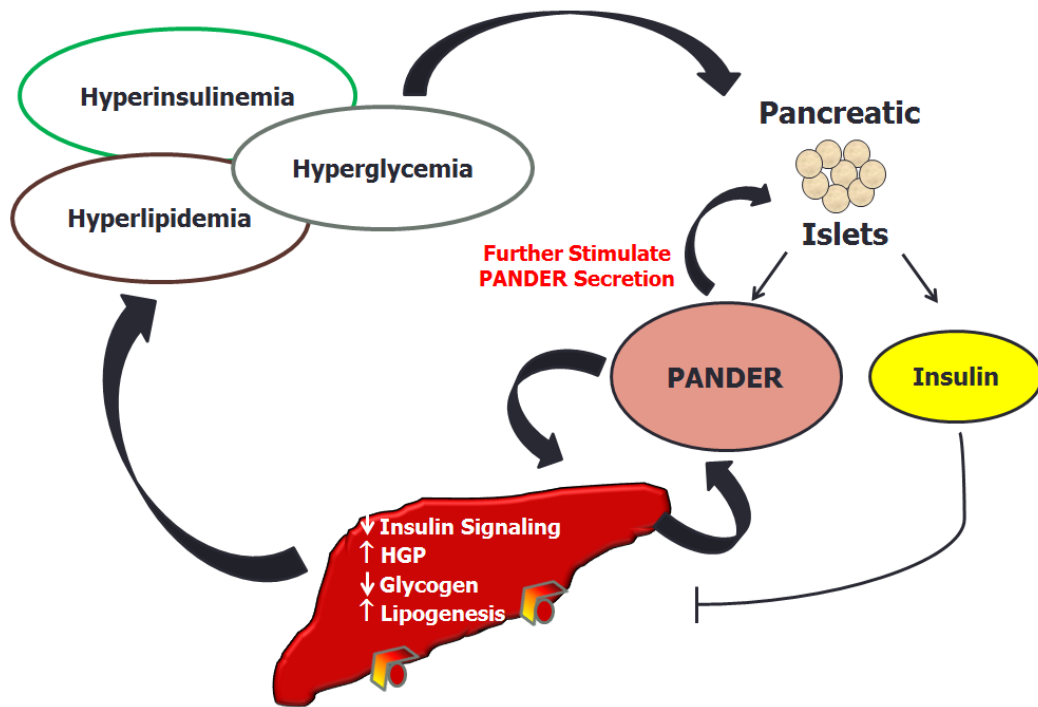 Hyperinsulinemia
Hyperglycemia
Hyperlipidemia
Pancreatic
Islets
Further Stimulate
PANDER Secretion
PANDER
Insulin
↓ Insulin Signaling
↑ HGP
↓ Glycogen
↑ Lipogenesis